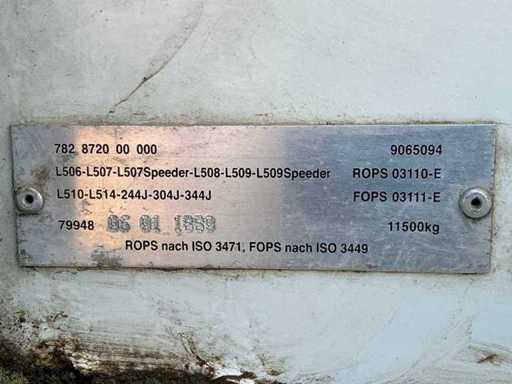 782 8720 00 000 9065094
L506-L507-L507Speeder-L508-L509-L509Speeder ROPS 03110-E
L510-L514-244J-304J-344J FOPS 03111-E
79948 06 01 11500kg
ROPS nach ISO 3471, FOPS nach ISO 3449